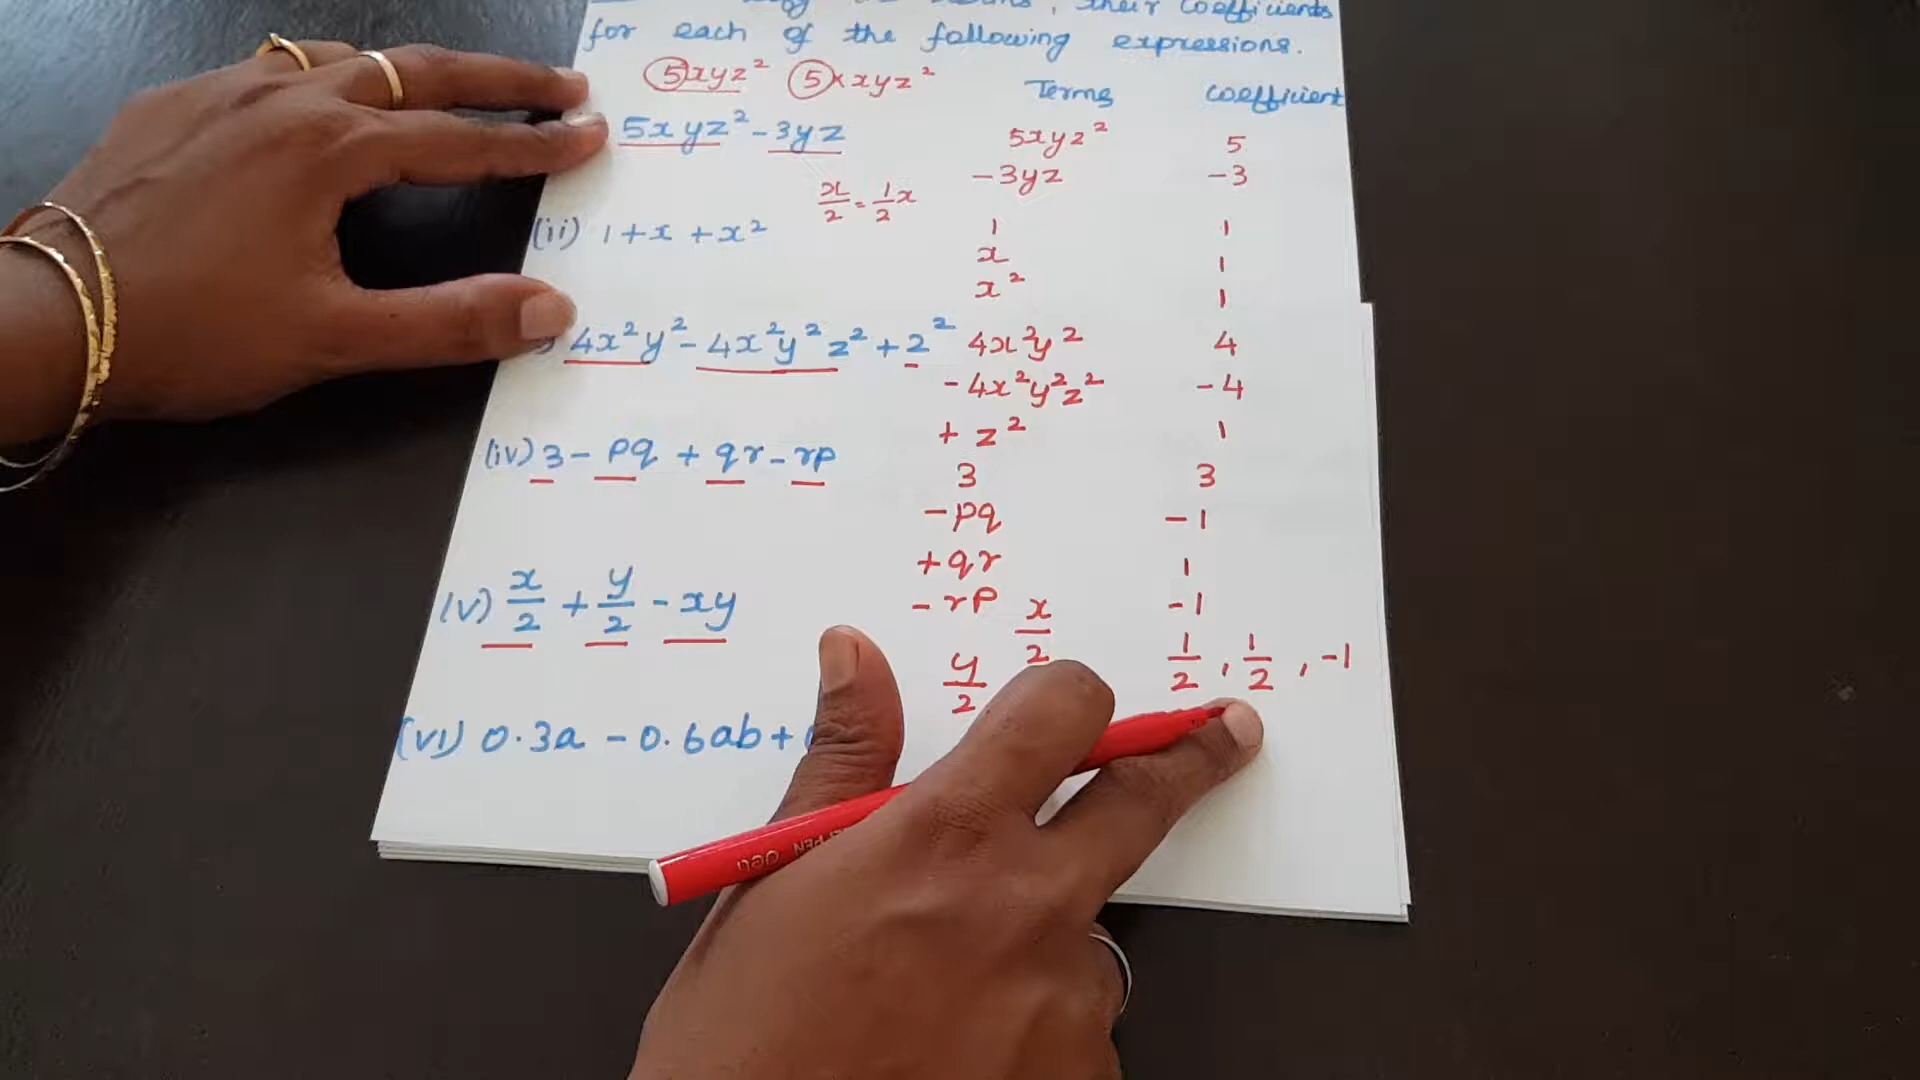 their coefficients
for each of the following expressions.
5xyz² 5×xyz²
Terms coefficient
5xyz² - 3yz
5xyz² 5
-3yz -3
x/2 = 1/2 x
(ii) 1 + x + x²
1 1
x 1
x² 1
4x²y² - 4x²y²z² + z²
4x²y² 4
-4x²y²z² -4
+ z² 1
(iv) 3 - pq + qr - rp
3 3
-pq -1
+qr 1
-rp -1
(v) x/2 + y/2 - xy
x/2
y/2
1/2, 1/2, -1
(vi) 0.3a - 0.6ab +
PEN